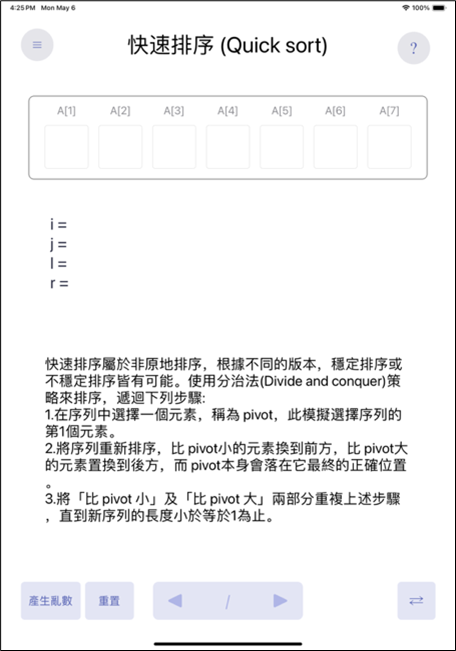 4:25 PM Mon May 6 100%
快速排序 (Quick sort)
?
A[1] A[2] A[3] A[4] A[5] A[6] A[7]
i =
j =
l =
r =
快速排序屬於非原地排序，根據不同的版本，穩定排序或
不穩定排序皆有可能。使用分治法(Divide and conquer)策
略來排序，遞迴下列步驟:
1.在序列中選擇一個元素，稱為 pivot，此模擬選擇序列的
第1個元素。
2.將序列重新排序，比 pivot小的元素換到前方，比 pivot大
的元素置換到後方，而 pivot本身會落在它最終的正確位置
。
3.將「比 pivot 小」及「比 pivot 大」兩部分重複上述步驟
，直到新序列的長度小於等於1為止。
產生亂數 重置 /